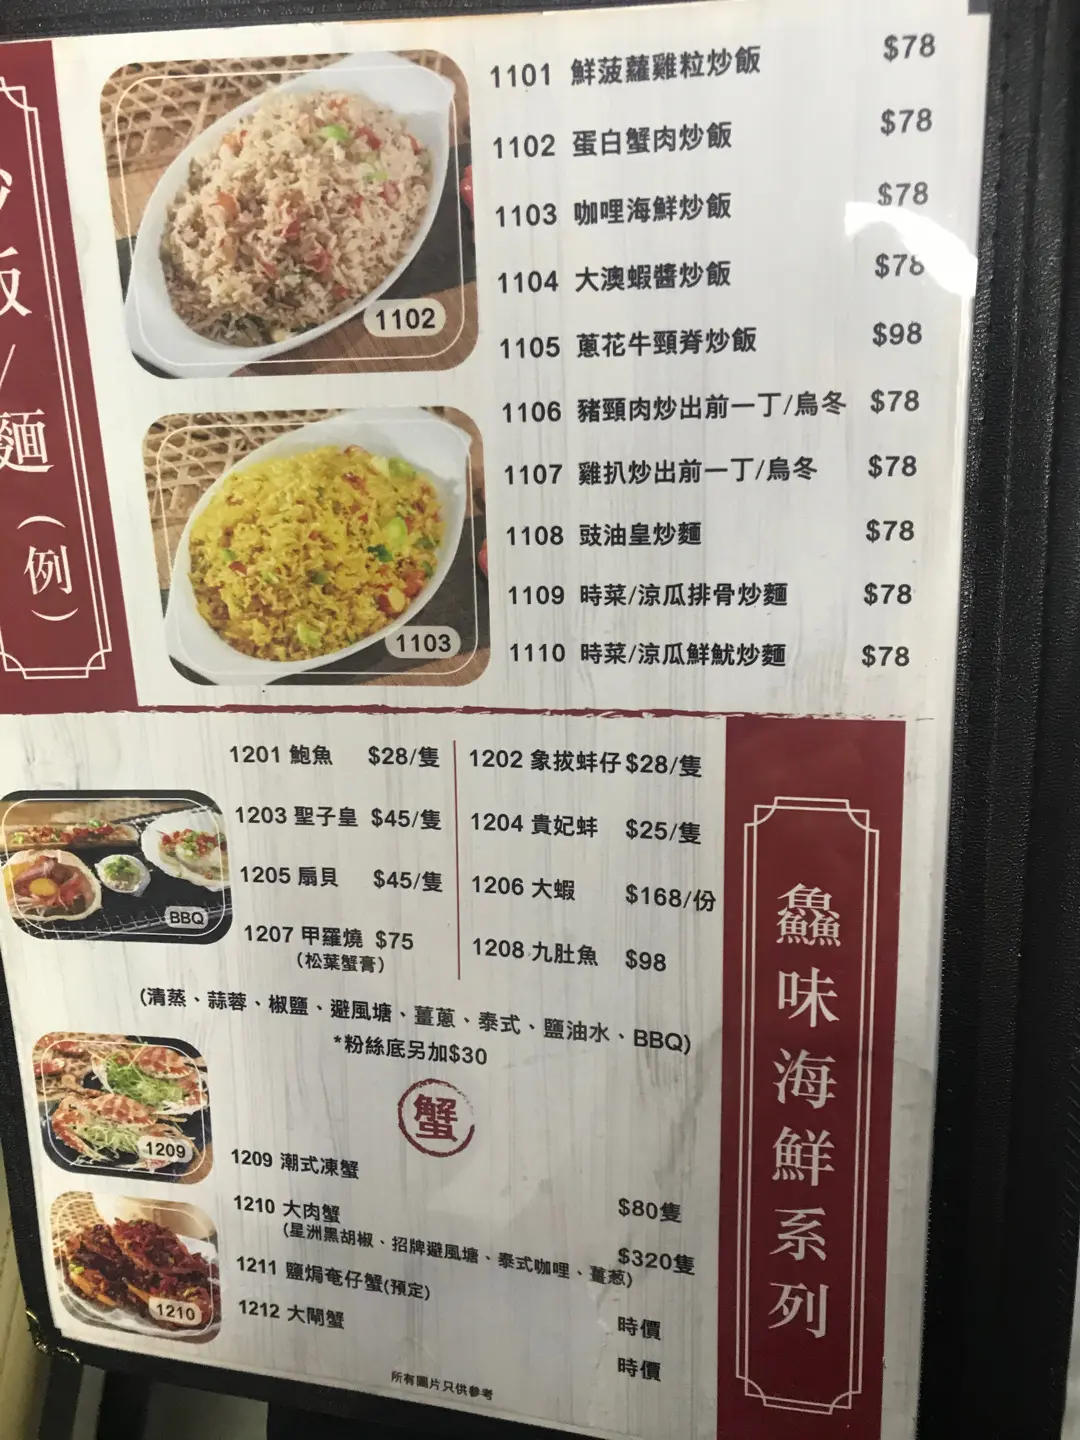 飯/麵(例)
1102
1103
1101 鮮菠蘿雞粒炒飯 $78
1102 蛋白蟹肉炒飯 $78
1103 咖哩海鮮炒飯 $78
1104 大澳蝦醬炒飯 $78
1105 蔥花牛頸脊炒飯 $98
1106 豬頸肉炒出前一丁/烏冬 $78
1107 雞扒炒出前一丁/烏冬 $78
1108 豉油皇炒麵 $78
1109 時菜/涼瓜排骨炒麵 $78
1110 時菜/涼瓜鮮魷炒麵 $78
鱻味海鮮系列
1201 鮑魚 $28/隻
1202 象拔蚌仔 $28/隻
1203 聖子皇 $45/隻
1204 貴妃蚌 $25/隻
1205 扇貝 $45/隻
1206 大蝦 $168/份
1207 甲羅燒 $75
(松葉蟹膏)
1208 九肚魚 $98
BBQ
(清蒸、蒜蓉、椒鹽、避風塘、薑蔥、泰式、鹽油水、BBQ)
*粉絲底另加$30
蟹
1209
1210
1209 潮式凍蟹 $80隻
1210 大肉蟹 $320隻
(星洲黑胡椒、招牌避風塘、泰式咖哩、薑葱)
1211 鹽焗奄仔蟹(預定) 時價
1212 大閘蟹 時價
所有圖片只供參考